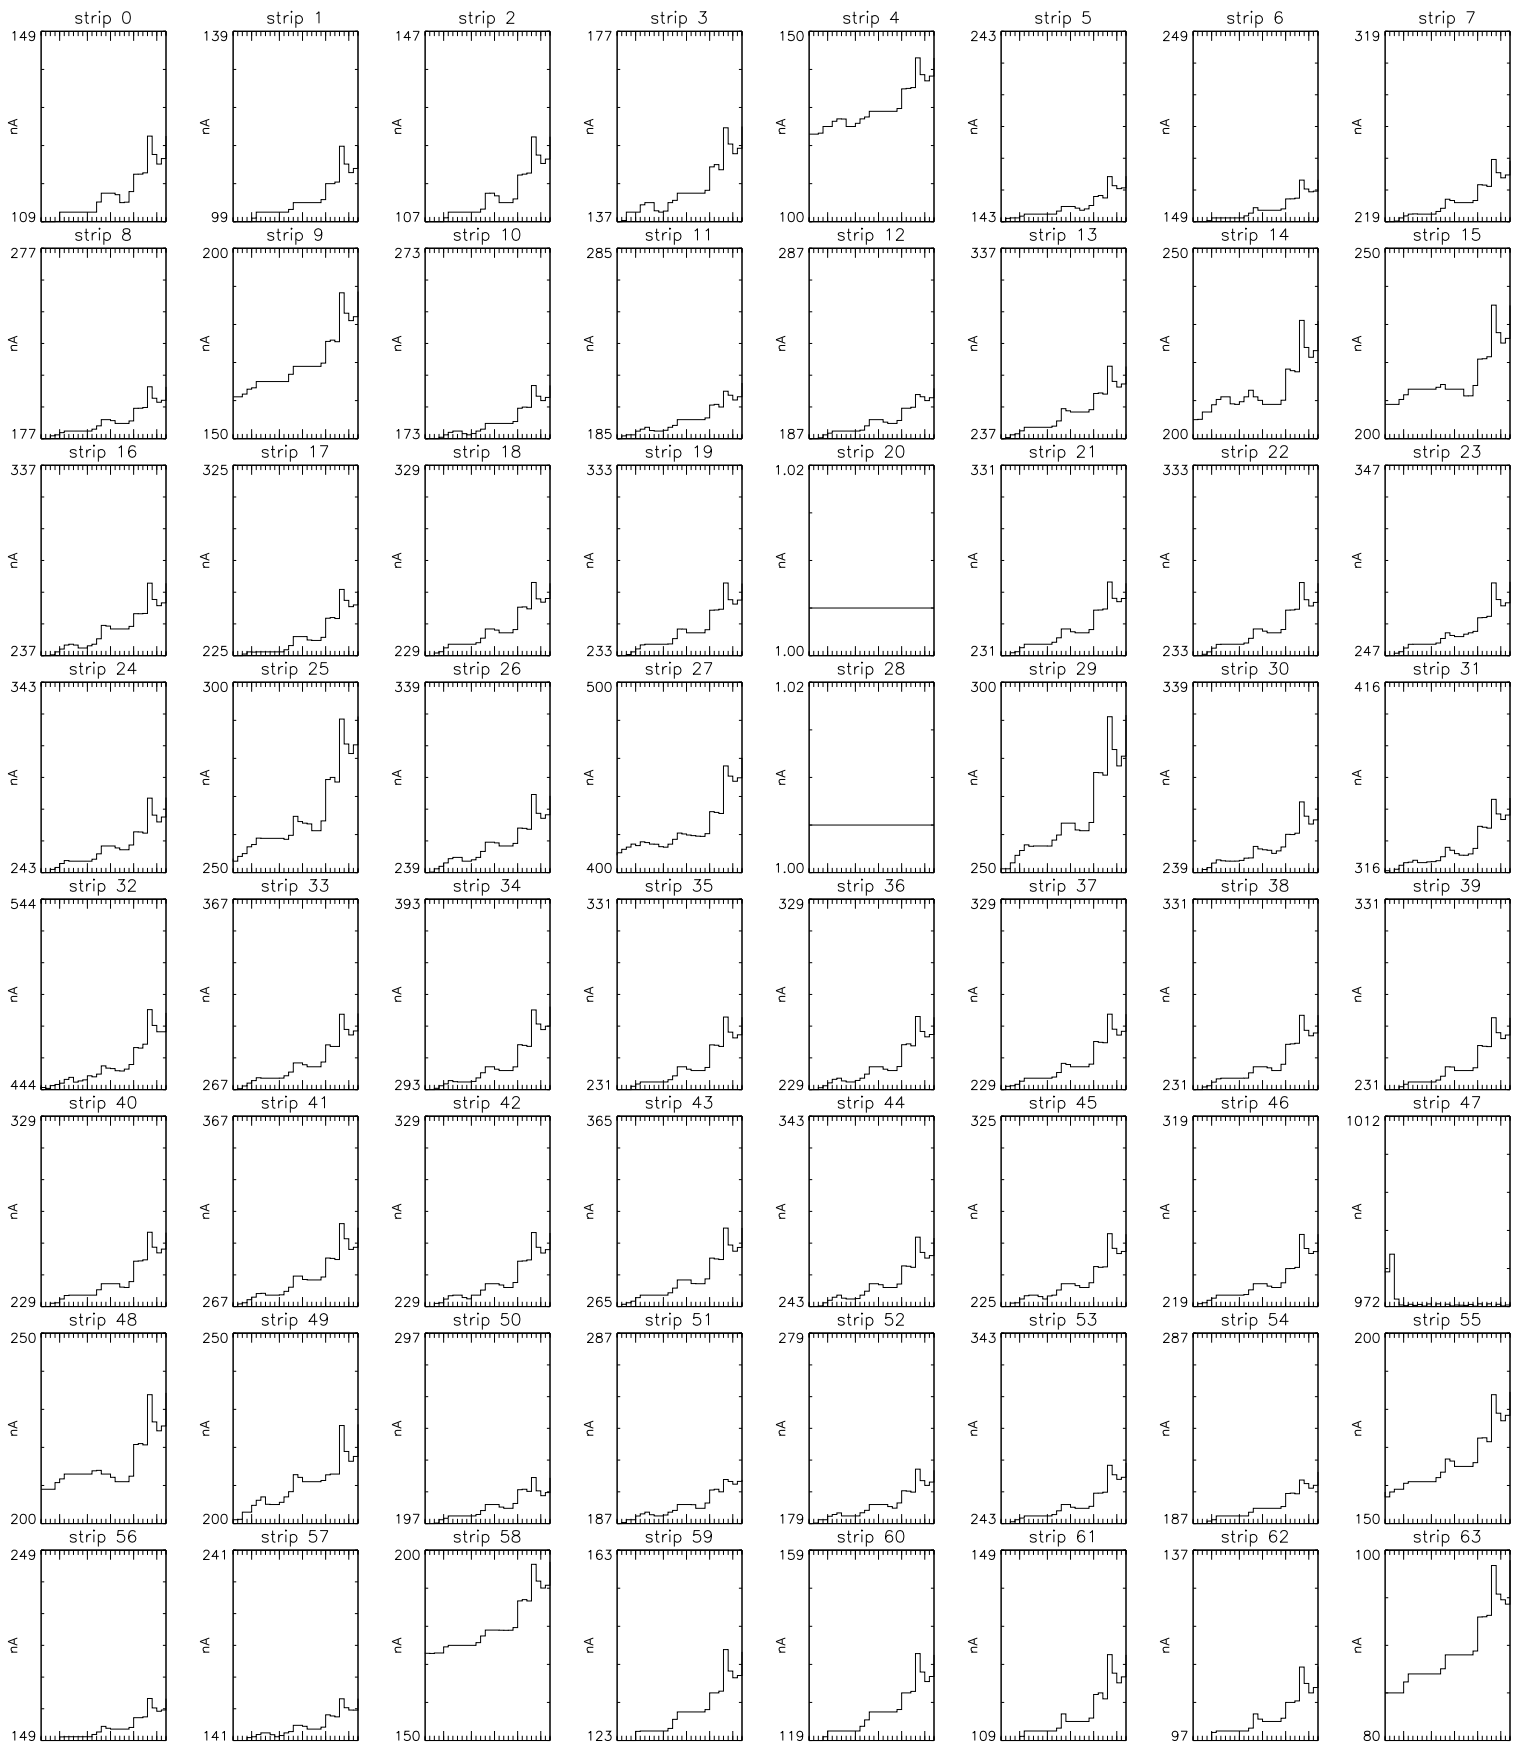 strip 0 strip 1 strip 2 strip 3 strip 4 strip 5 strip 6 strip 7
149 139 147 177 150 243 249 319
nA nA nA nA nA nA nA nA
109 99 107 137 100 143 149 219
strip 8 strip 9 strip 10 strip 11 strip 12 strip 13 strip 14 strip 15
277 200 273 285 287 337 250 250
nA nA nA nA nA nA nA nA
177 150 173 185 187 237 200 200
strip 16 strip 17 strip 18 strip 19 strip 20 strip 21 strip 22 strip 23
337 325 329 333 1.02 331 333 347
nA nA nA nA nA nA nA nA
237 225 229 233 1.00 231 233 247
strip 24 strip 25 strip 26 strip 27 strip 28 strip 29 strip 30 strip 31
343 300 339 500 1.02 300 339 416
nA nA nA nA nA nA nA nA
243 250 239 400 1.00 250 239 316
strip 32 strip 33 strip 34 strip 35 strip 36 strip 37 strip 38 strip 39
544 367 393 331 329 329 331 331
nA nA nA nA nA nA nA nA
444 267 293 231 229 229 231 231
strip 40 strip 41 strip 42 strip 43 strip 44 strip 45 strip 46 strip 47
329 367 329 365 343 325 319 1012
nA nA nA nA nA nA nA nA
229 267 229 265 243 225 219 972
strip 48 strip 49 strip 50 strip 51 strip 52 strip 53 strip 54 strip 55
250 250 297 287 279 343 287 200
nA nA nA nA nA nA nA nA
200 200 197 187 179 243 187 150
strip 56 strip 57 strip 58 strip 59 strip 60 strip 61 strip 62 strip 63
249 241 200 163 159 149 137 100
nA nA nA nA nA nA nA nA
149 141 150 123 119 109 97 80